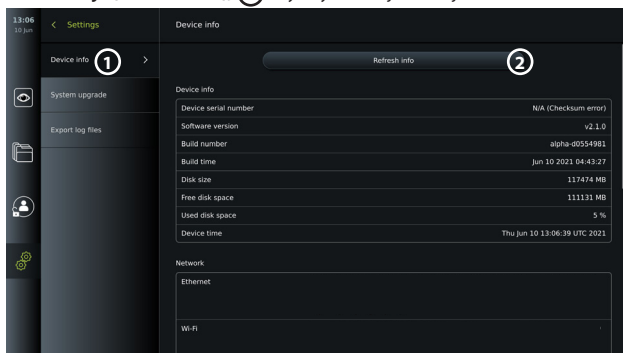 13:06
10 Jun
Settings
Device info
Device info
1
Refresh info
2
System upgrade
Export log files
Device info
Device serial number N/A (Checksum error)
Software version v2.1.0
Build number alpha-d0554981
Build time Jun 10 2021 04:43:27
Disk size 117474 MB
Free disk space 111131 MB
Used disk space 5 %
Device time Thu Jun 10 13:06:39 UTC 2021
Network
Ethernet
Wi-Fi